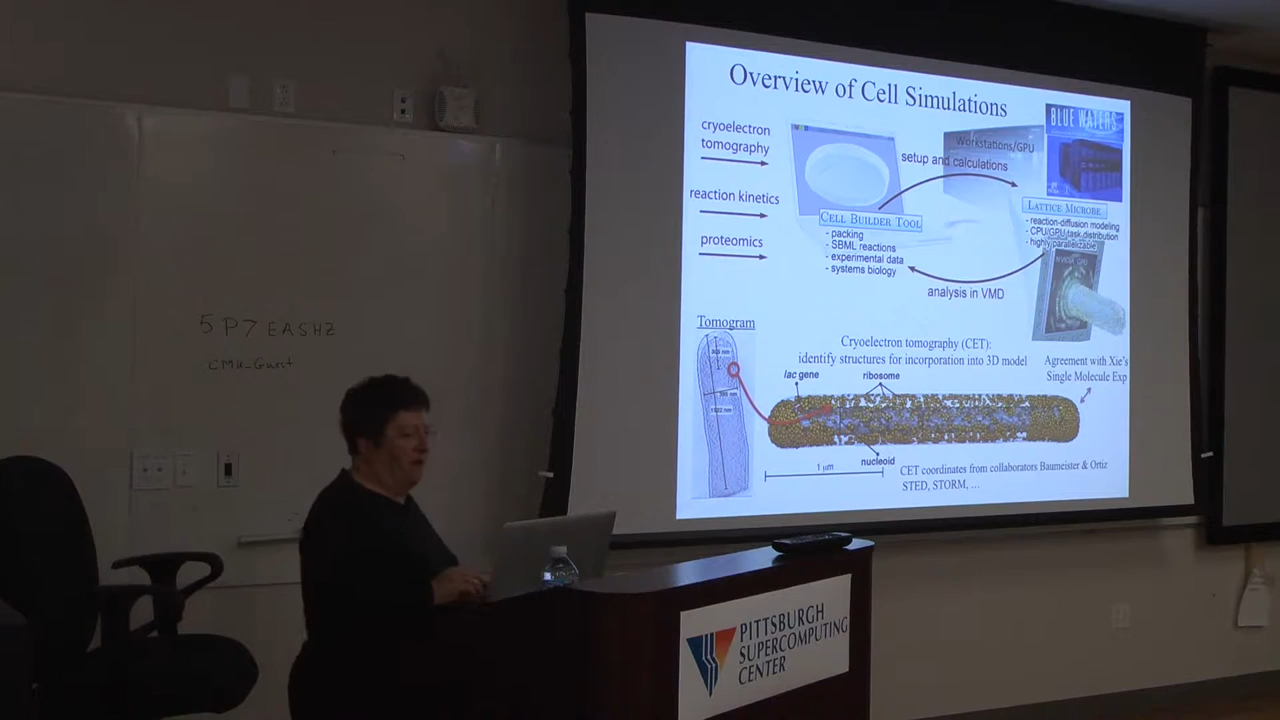 5P7EASHZ
CMU_Guest
Overview of Cell Simulations
cryoelectron
tomography
reaction kinetics
proteomics
Workstations/GPU
setup and calculations
BLUE WATERS
CELL BUILDER TOOL
- packing
- SBML reactions
- experimental data
- systems biology
LATTICE MICROBE
- reaction-diffusion modeling
- CPU/GPU task distribution
- highly parallelizable
NVIDIA GPU
analysis in VMD
Tomogram
Cryoelectron tomography (CET):
identify structures for incorporation into 3D model
Agreement with Xie's
Single Molecule Exp
lac gene
ribosome
nucleoid
1 μm
CET coordinates from collaborators Baumeister & Ortiz
STED, STORM, ...
PITTSBURGH
SUPERCOMPUTING
CENTER